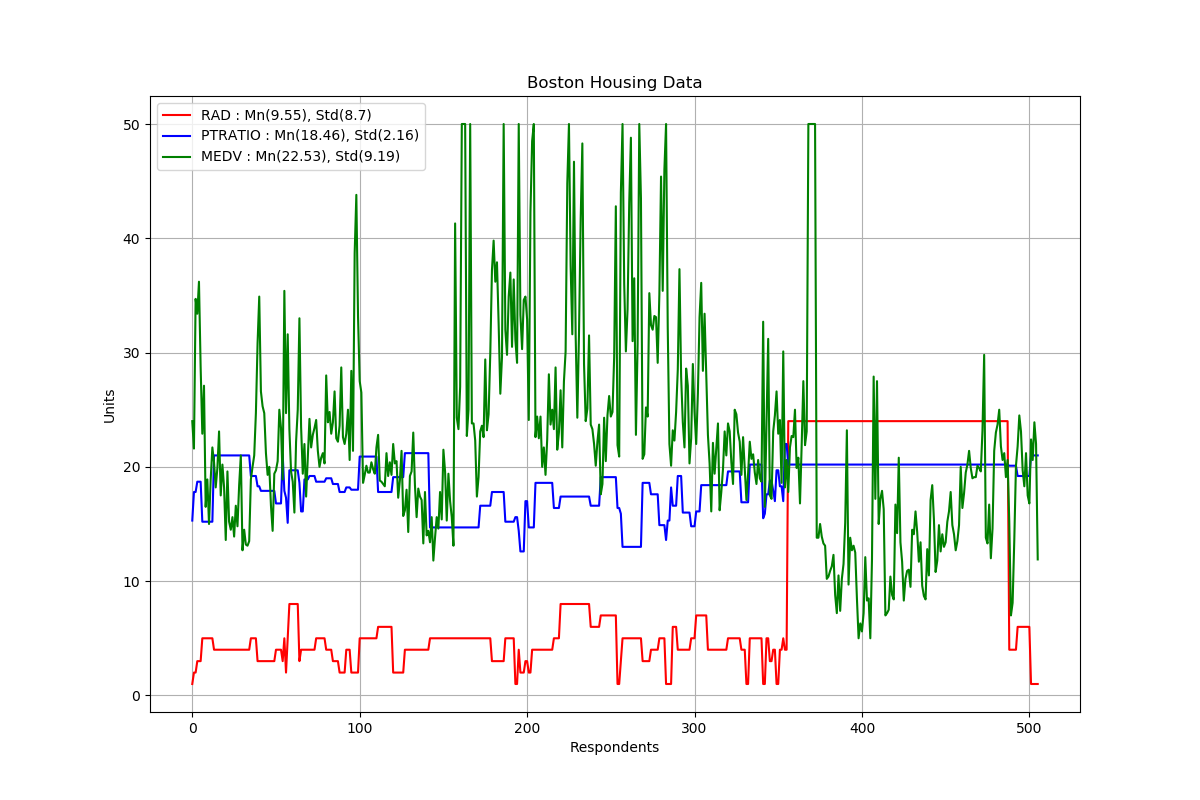 Boston Housing Data
RAD : Mn(9.55), Std(8.7)
PTRATIO : Mn(18.46), Std(2.16)
MEDV : Mn(22.53), Std(9.19)
50
40
30
20
10
0
Units
0 100 200 300 400 500
Respondents